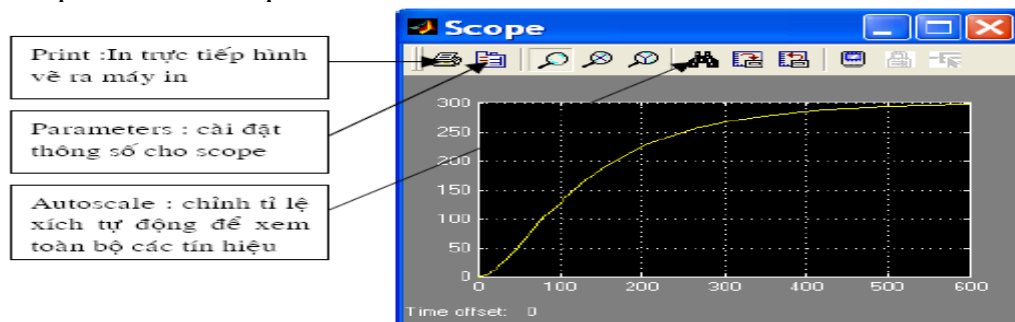 Scope
Print :In trực tiếp hình
vẽ ra máy in
Parameters : cài đặt
thông số cho scope
Autoscale : chỉnh tỉ lệ
xích tự động để xem
toàn bộ các tín hiệu
300
250
200
150
100
50
0
0 100 200 300 400 500 600
Time offset: 0